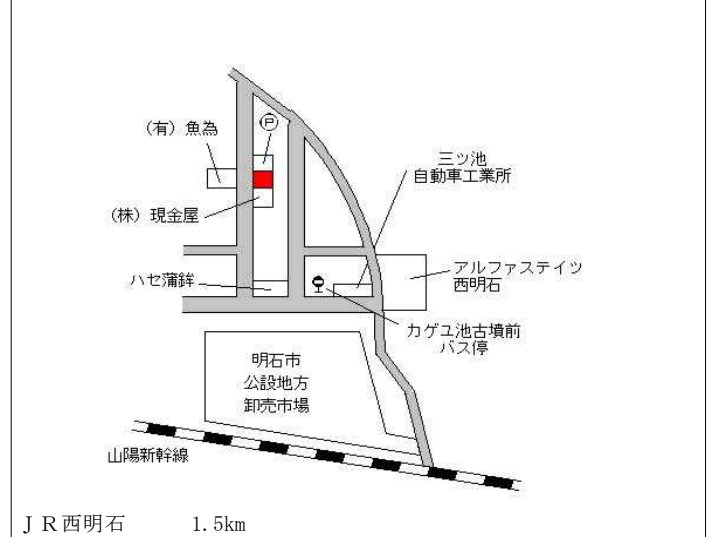 Ⓟ
（有）魚為
三ツ池
自動車工業所
（株）現金屋
アルファステイツ
西明石
ハセ蒲鉾
カゲユ池古墳前
バス停
明石市
公設地方
卸売市場
山陽新幹線
ＪＲ西明石 1.5km